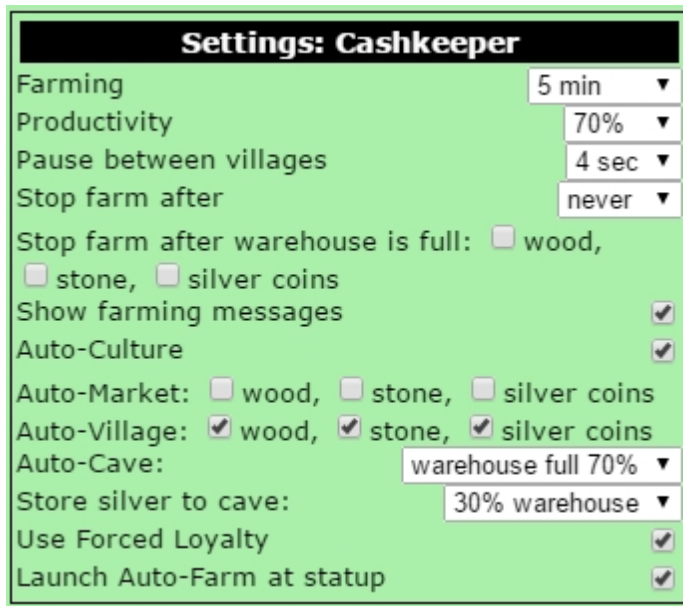 Settings: Cashkeeper
Farming 5 min
Productivity 70%
Pause between villages 4 sec
Stop farm after never
Stop farm after warehouse is full: wood,
stone, silver coins
Show farming messages
Auto-Culture
Auto-Market: wood, stone, silver coins
Auto-Village: wood, stone, silver coins
Auto-Cave: warehouse full 70%
Store silver to cave: 30% warehouse
Use Forced Loyalty
Launch Auto-Farm at statup